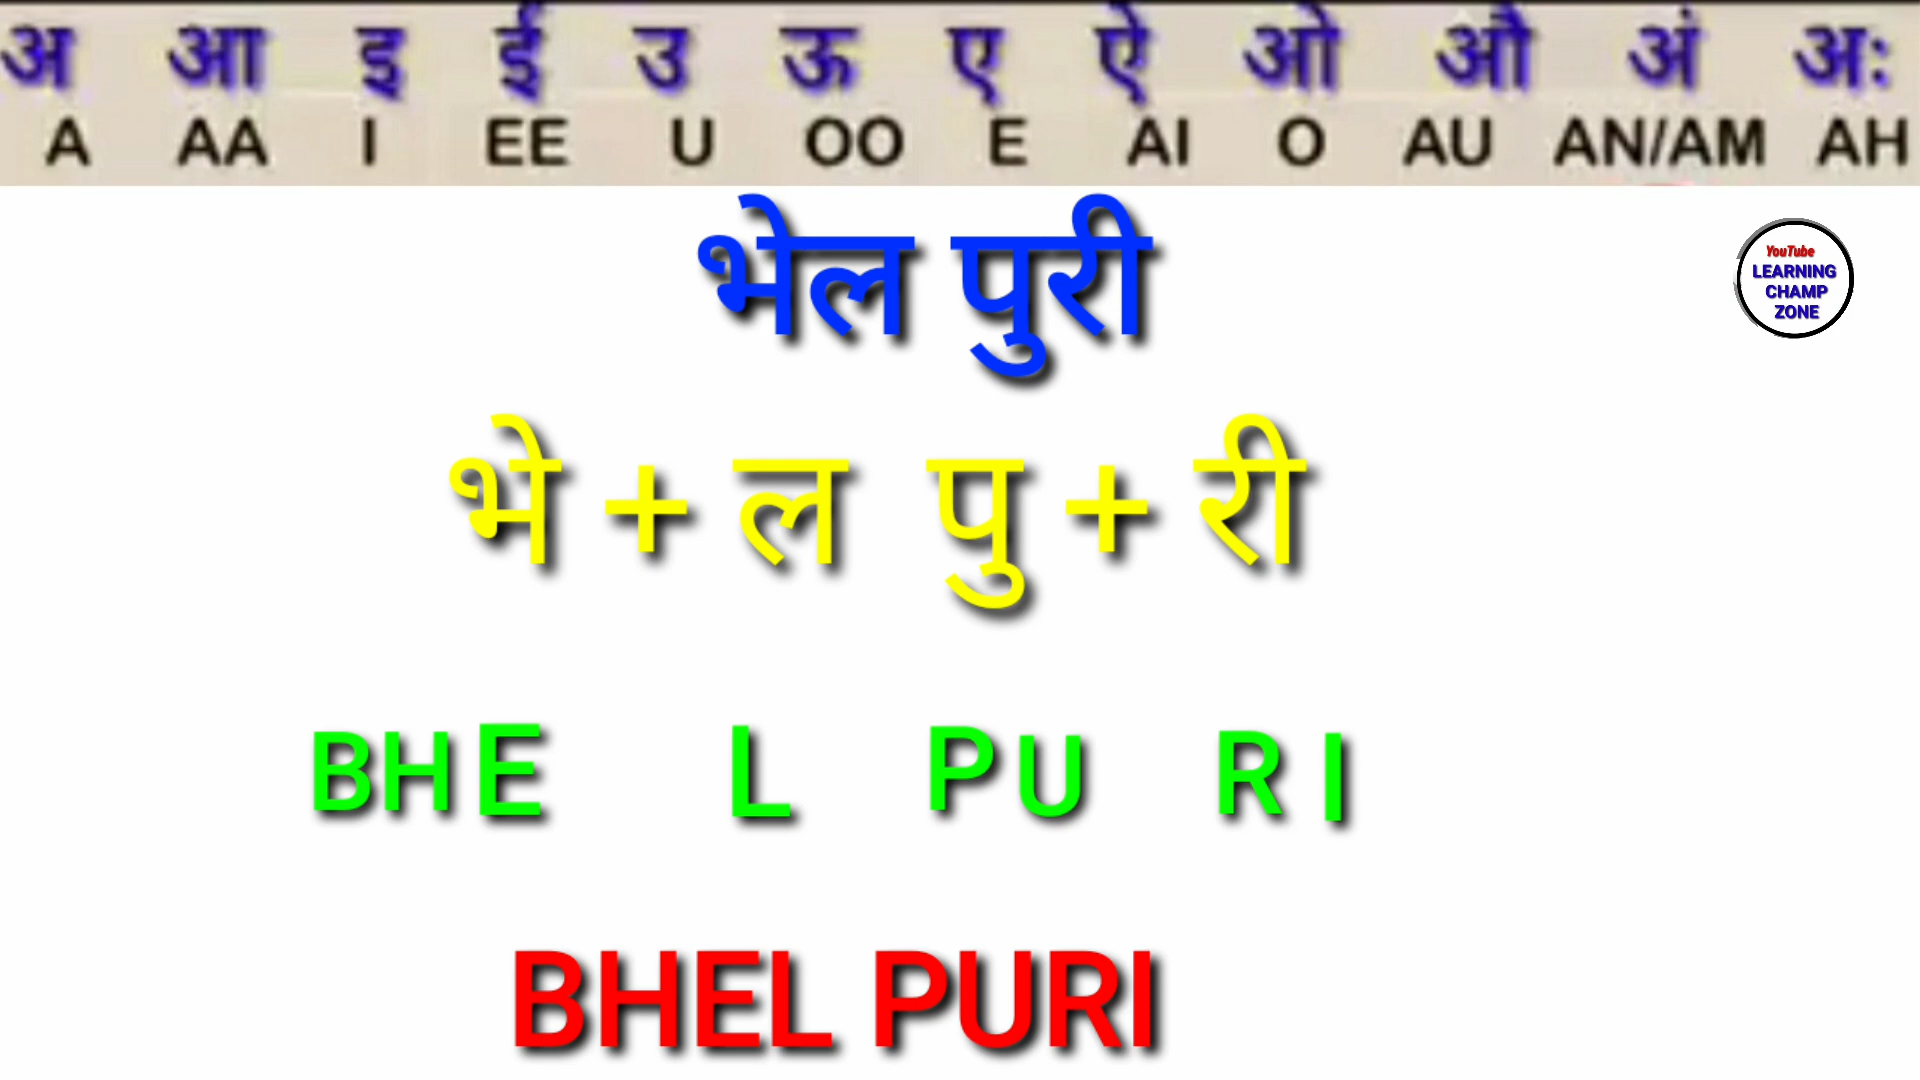 अ आ इ ई उ ऊ ए ऐ ओ औ अं अः
A AA I EE U OO E AI O AU AN/AM AH
भेल पुरी
YouTube
LEARNING
CHAMP
ZONE
भे + ल पु + री
BHE L PU RI
BHEL PURI